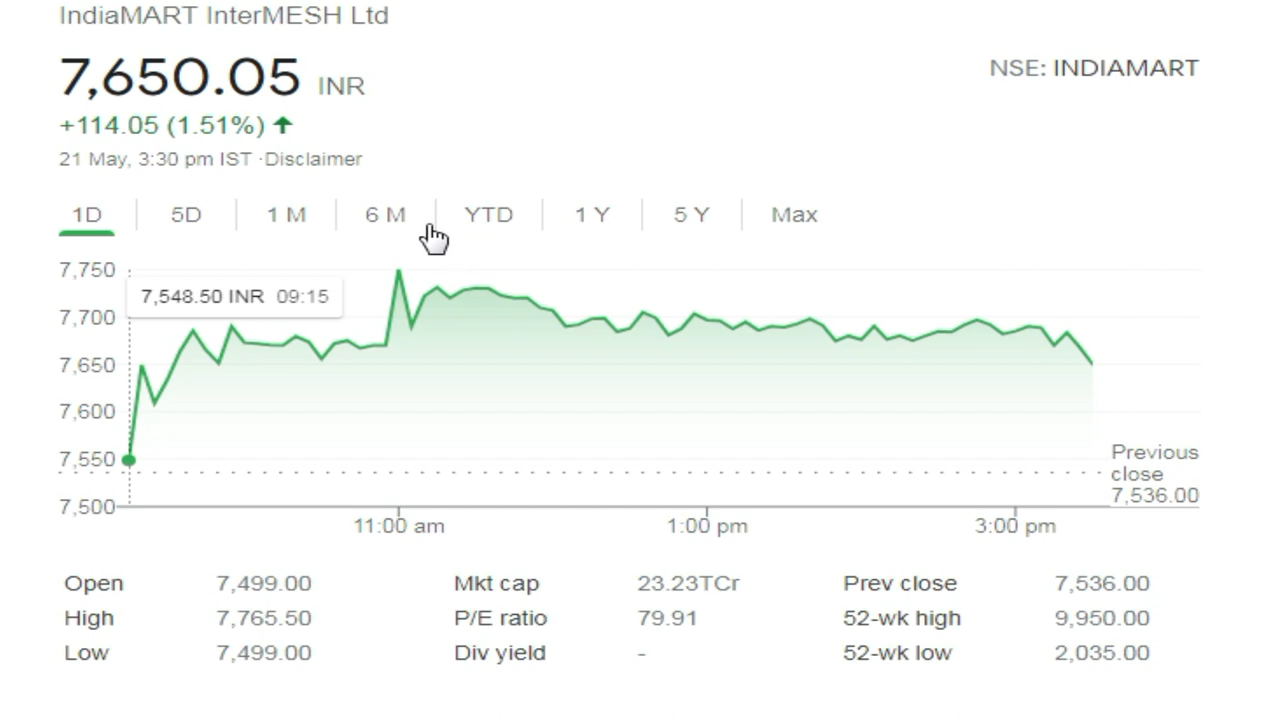 IndiaMART InterMESH Ltd
7,650.05 INR
NSE: INDIAMART
+114.05 (1.51%) ↑
21 May, 3:30 pm IST ·Disclaimer
1D 5D 1 M 6 M YTD 1 Y 5 Y Max
7,750
7,548.50 INR 09:15
7,700
7,650
7,600
7,550
Previous
close
7,536.00
7,500
11:00 am 1:00 pm 3:00 pm
Open 7,499.00 Mkt cap 23.23TCr Prev close 7,536.00
High 7,765.50 P/E ratio 79.91 52-wk high 9,950.00
Low 7,499.00 Div yield - 52-wk low 2,035.00